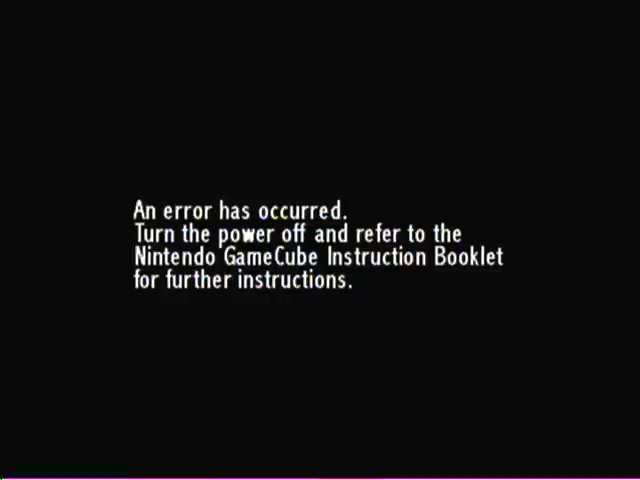 An error has occurred.
Turn the power off and refer to the
Nintendo GameCube Instruction Booklet
for further instructions.